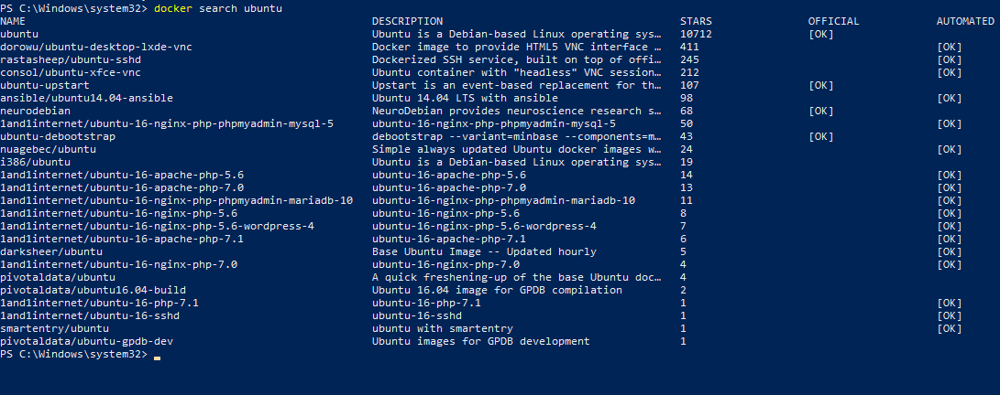 PS C:\Windows\system32> docker search ubuntu
NAME DESCRIPTION STARS OFFICIAL AUTOMATED
ubuntu Ubuntu is a Debian-based Linux operating sys… 10712 [OK]
dorowu/ubuntu-desktop-lxde-vnc Docker image to provide HTML5 VNC interface … 411 [OK]
rastasheep/ubuntu-sshd Dockerized SSH service, built on top of offi… 245 [OK]
consol/ubuntu-xfce-vnc Ubuntu container with "headless" VNC session… 212 [OK]
ubuntu-upstart Upstart is an event-based replacement for th… 107 [OK]
ansible/ubuntu14.04-ansible Ubuntu 14.04 LTS with ansible 98 [OK]
neurodebian NeuroDebian provides neuroscience research s… 68 [OK]
1and1internet/ubuntu-16-nginx-php-phpmyadmin-mysql-5 ubuntu-16-nginx-php-phpmyadmin-mysql-5 50 [OK]
ubuntu-debootstrap debootstrap --variant=minbase --components=m… 43 [OK]
nuagebec/ubuntu Simple always updated Ubuntu docker images w… 24 [OK]
i386/ubuntu Ubuntu is a Debian-based Linux operating sys… 19
1and1internet/ubuntu-16-apache-php-5.6 ubuntu-16-apache-php-5.6 14 [OK]
1and1internet/ubuntu-16-apache-php-7.0 ubuntu-16-apache-php-7.0 13 [OK]
1and1internet/ubuntu-16-nginx-php-phpmyadmin-mariadb-10 ubuntu-16-nginx-php-phpmyadmin-mariadb-10 11 [OK]
1and1internet/ubuntu-16-nginx-php-5.6 ubuntu-16-nginx-php-5.6 8 [OK]
1and1internet/ubuntu-16-nginx-php-5.6-wordpress-4 ubuntu-16-nginx-php-5.6-wordpress-4 7 [OK]
1and1internet/ubuntu-16-apache-php-7.1 ubuntu-16-apache-php-7.1 6 [OK]
darksheer/ubuntu Base Ubuntu Image -- Updated hourly 5 [OK]
1and1internet/ubuntu-16-nginx-php-7.0 ubuntu-16-nginx-php-7.0 4 [OK]
pivotaldata/ubuntu A quick freshening-up of the base Ubuntu doc… 4
pivotaldata/ubuntu16.04-build Ubuntu 16.04 image for GPDB compilation 2
1and1internet/ubuntu-16-php-7.1 ubuntu-16-php-7.1 1 [OK]
1and1internet/ubuntu-16-sshd ubuntu-16-sshd 1 [OK]
smartentry/ubuntu ubuntu with smartentry 1 [OK]
pivotaldata/ubuntu-gpdb-dev Ubuntu images for GPDB development 1
PS C:\Windows\system32>